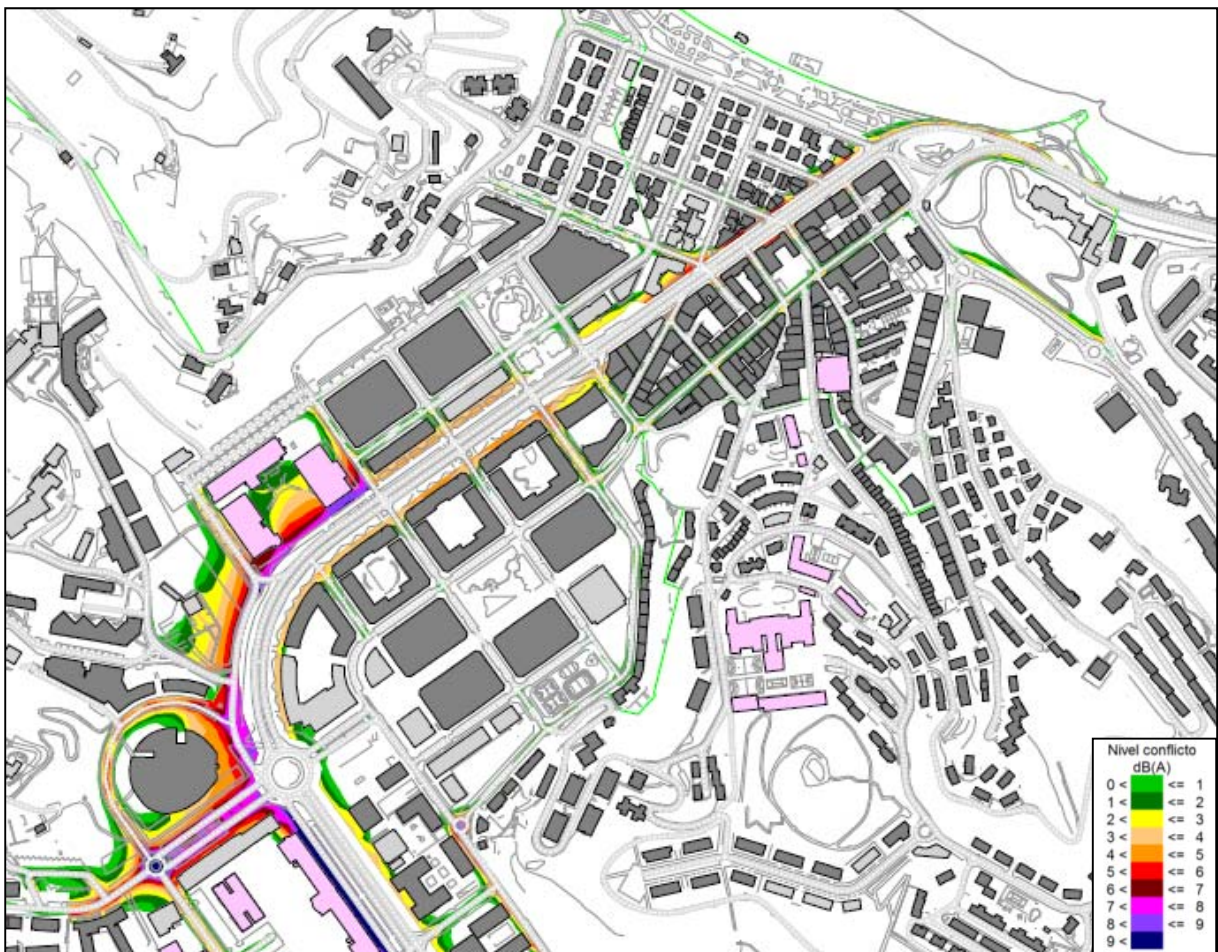 Nivel conflicto
dB(A)
0 < <= 1
1 < <= 2
2 < <= 3
3 < <= 4
4 < <= 5
5 < <= 6
6 < <= 7
7 < <= 8
8 < <= 9
9 <